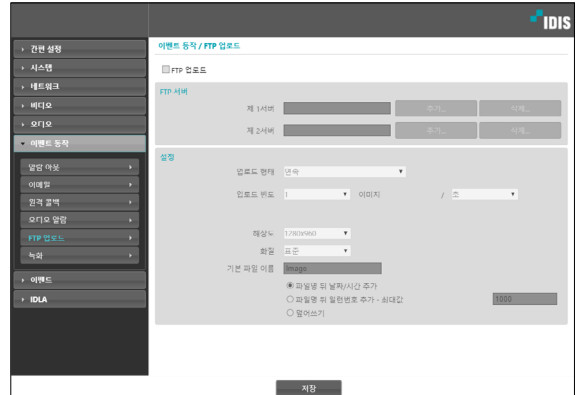 IDIS
간편 설정
시스템
네트워크
비디오
오디오
이벤트 동작
알람 아웃
이메일
원격 콜백
오디오 알람
FTP 업로드
녹화
이벤트
IDLA
이벤트 동작 / FTP 업로드
FTP 업로드
FTP 서버
제 1서버 추가... 삭제...
제 2서버 추가... 삭제...
설정
업로드 형태 연속
업로드 빈도 1 이미지 / 초
해상도 1280x960
화질 표준
기본 파일 이름 Image
파일명 뒤 날짜/시간 추가
파일명 뒤 일련번호 추가 - 최대값 1000
덮어쓰기
저장